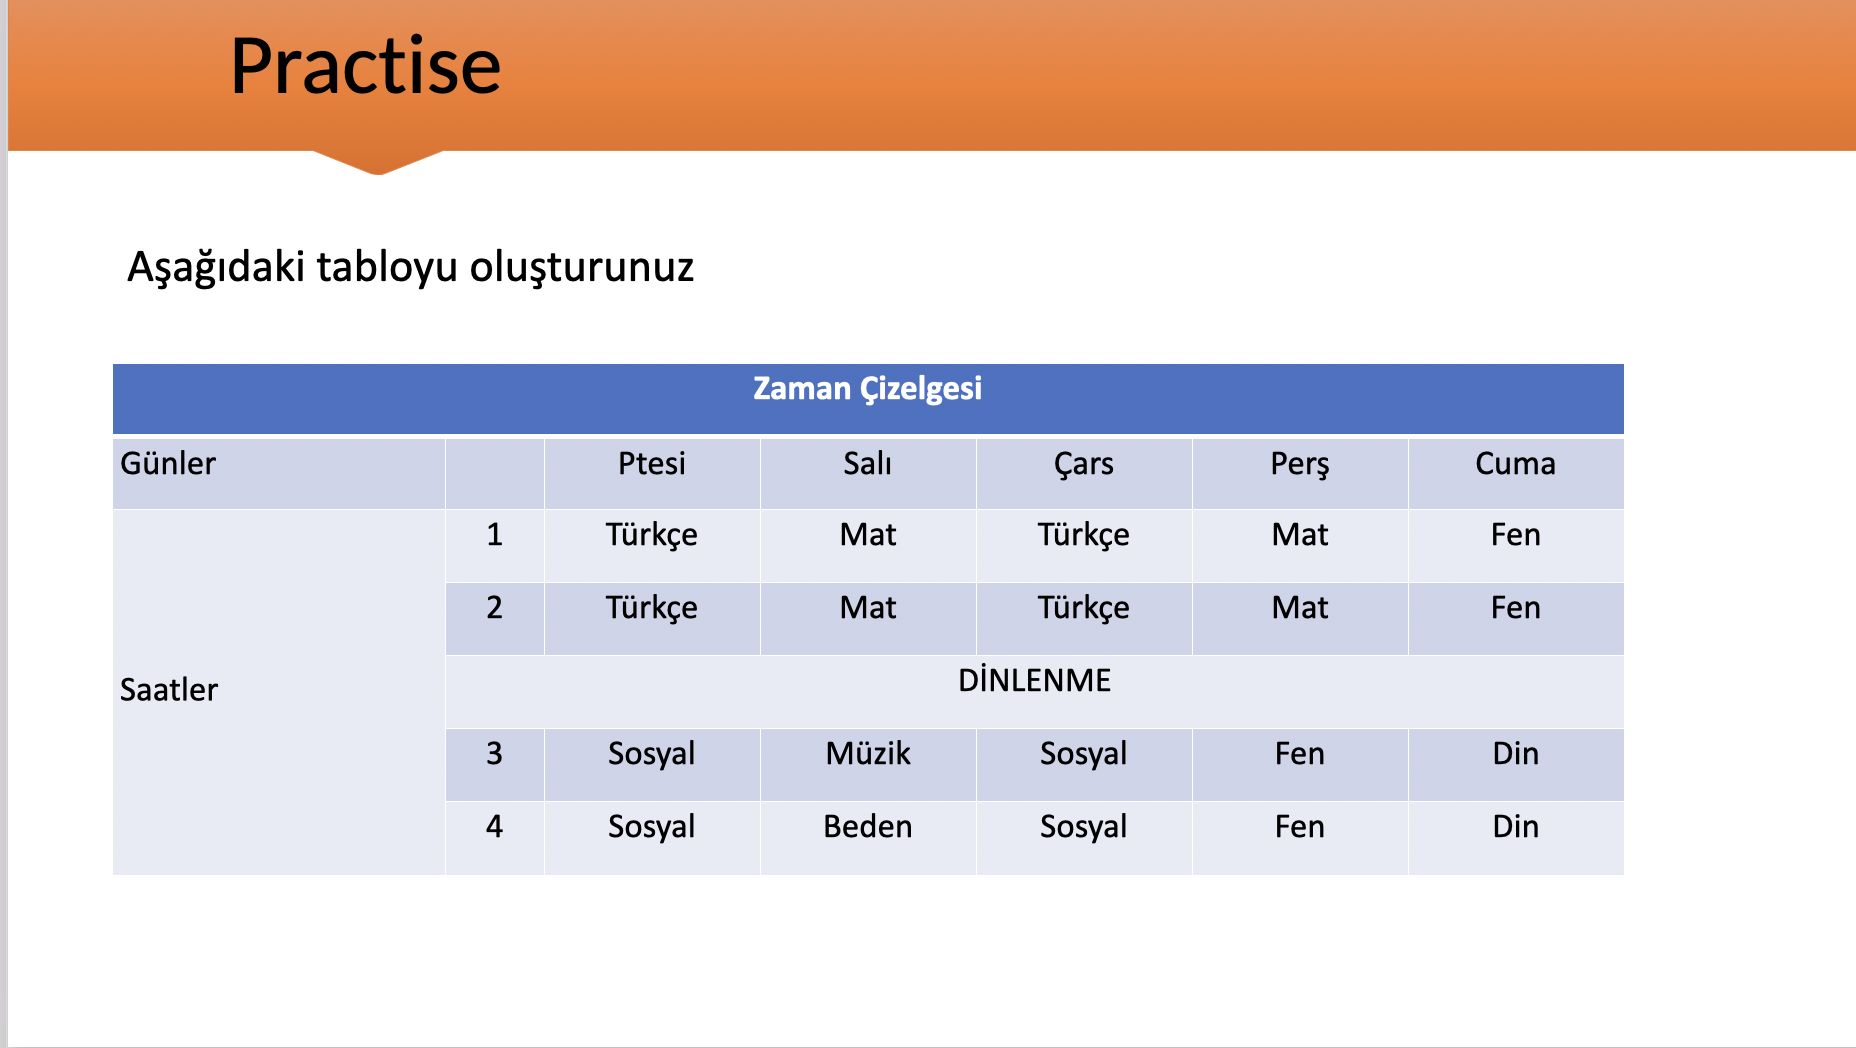 Practise
Aşağıdaki tabloyu oluşturunuz
Zaman Çizelgesi
Günler Ptesi Salı Çars Perş Cuma
1 Türkçe Mat Türkçe Mat Fen
2 Türkçe Mat Türkçe Mat Fen
Saatler DİNLENME
3 Sosyal Müzik Sosyal Fen Din
4 Sosyal Beden Sosyal Fen Din